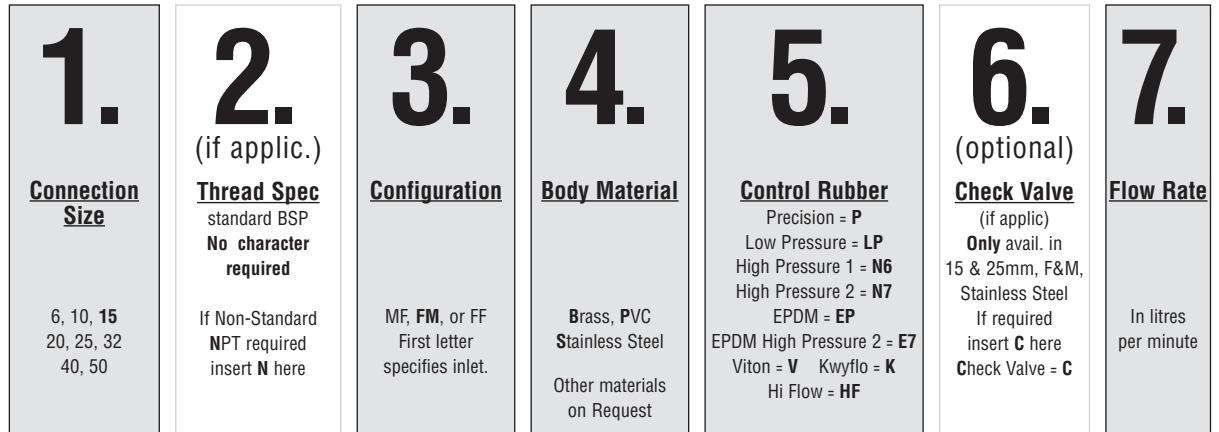 1.
Connection
Size
6, 10, 15
20, 25, 32
40, 50
2.
(if applic.)
Thread Spec
standard BSP
No character
required
If Non-Standard
NPT required
insert N here
3.
Configuration
MF, FM, or FF
First letter
specifies inlet.
4.
Body Material
Brass, PVC
Stainless Steel
Other materials
on Request
5.
Control Rubber
Precision = P
Low Pressure = LP
High Pressure 1 = N6
High Pressure 2 = N7
EPDM = EP
EPDM High Pressure 2 = E7
Viton = V Kwyflo = K
Hi Flow = HF
6.
(optional)
Check Valve
(if applic)
Only avail. in
15 & 25mm, F&M,
Stainless Steel
If required
insert C here
Check Valve = C
7.
Flow Rate
In litres
per minute